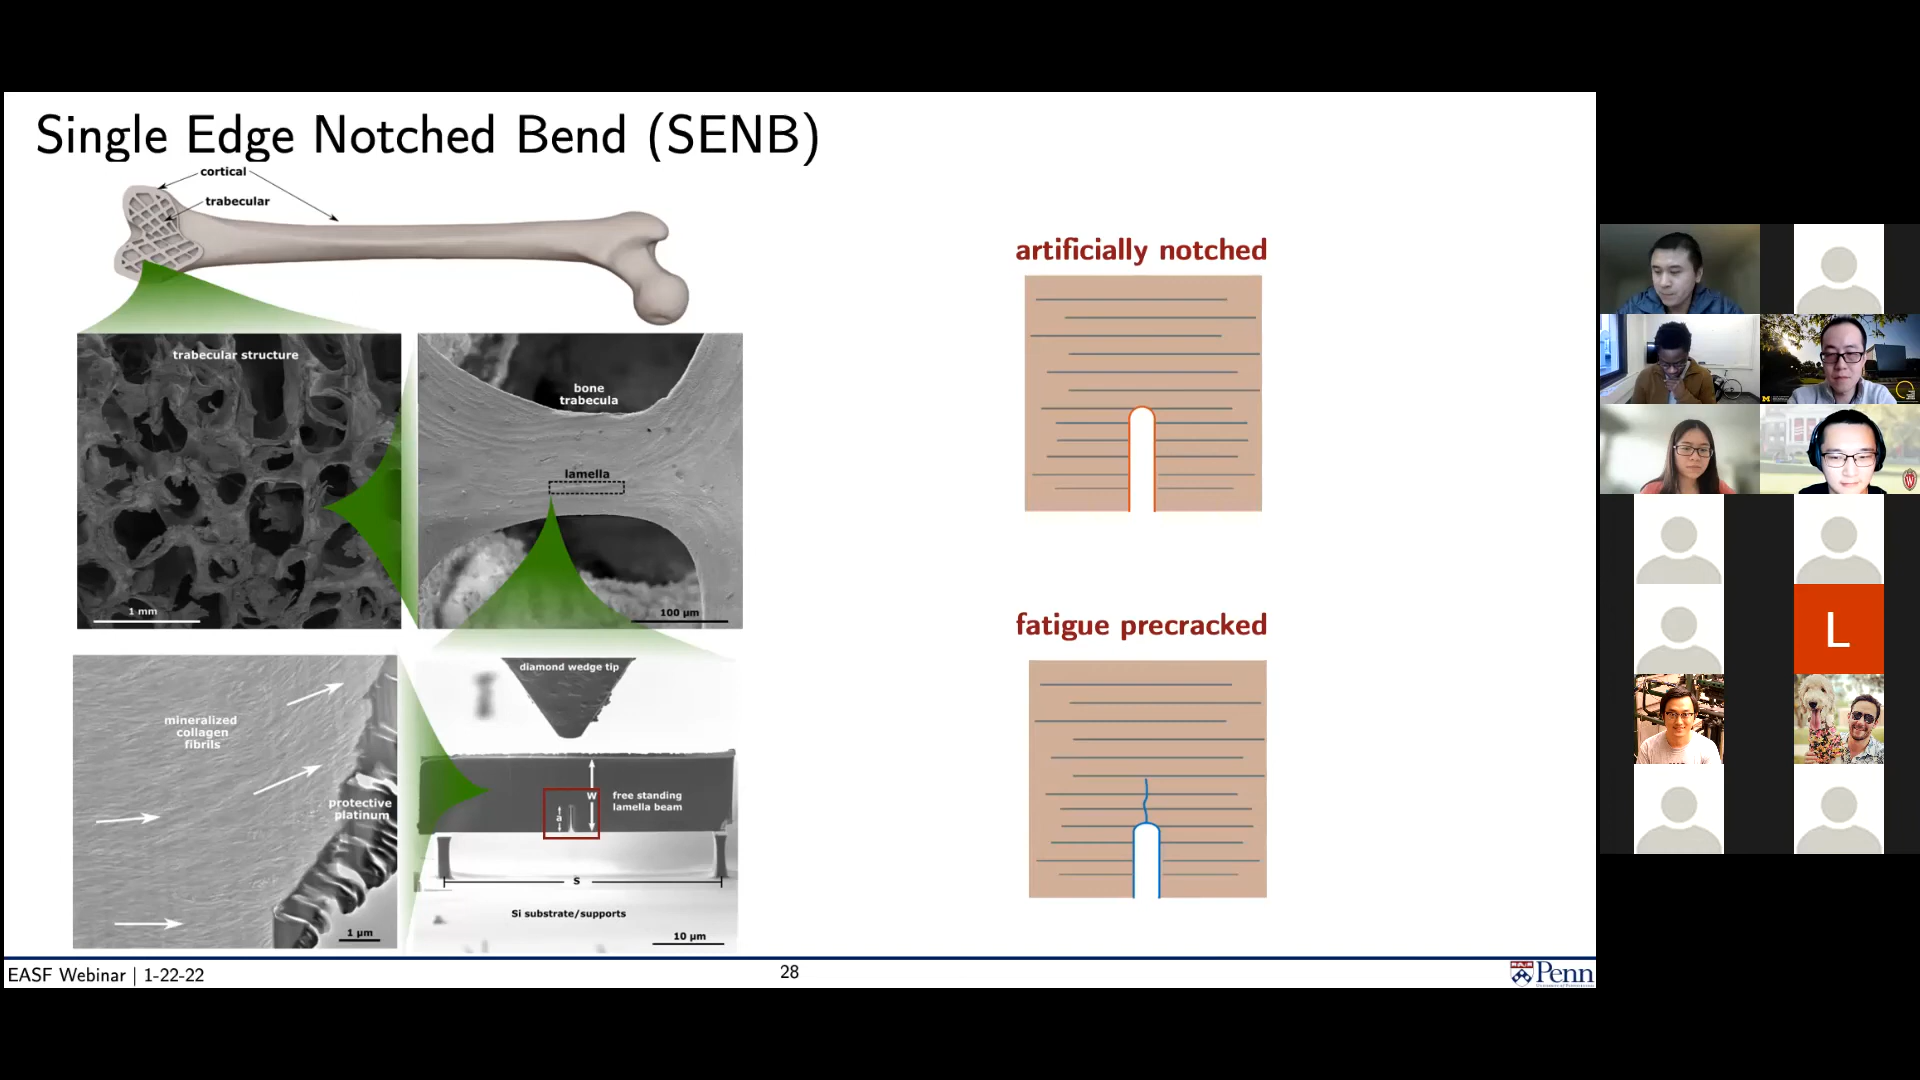 Single Edge Notched Bend (SENB)
cortical
trabecular
trabecular structure
1 mm
bone
trabecula
lamella
100 μm
mineralized
collagen
fibrils
protective
platinum
1 μm
diamond wedge tip
W
a
free standing
lamella beam
S
Si substrate/supports
10 μm
artificially notched
fatigue precracked
EASF Webinar | 1-22-22
28
Penn
L
M
W